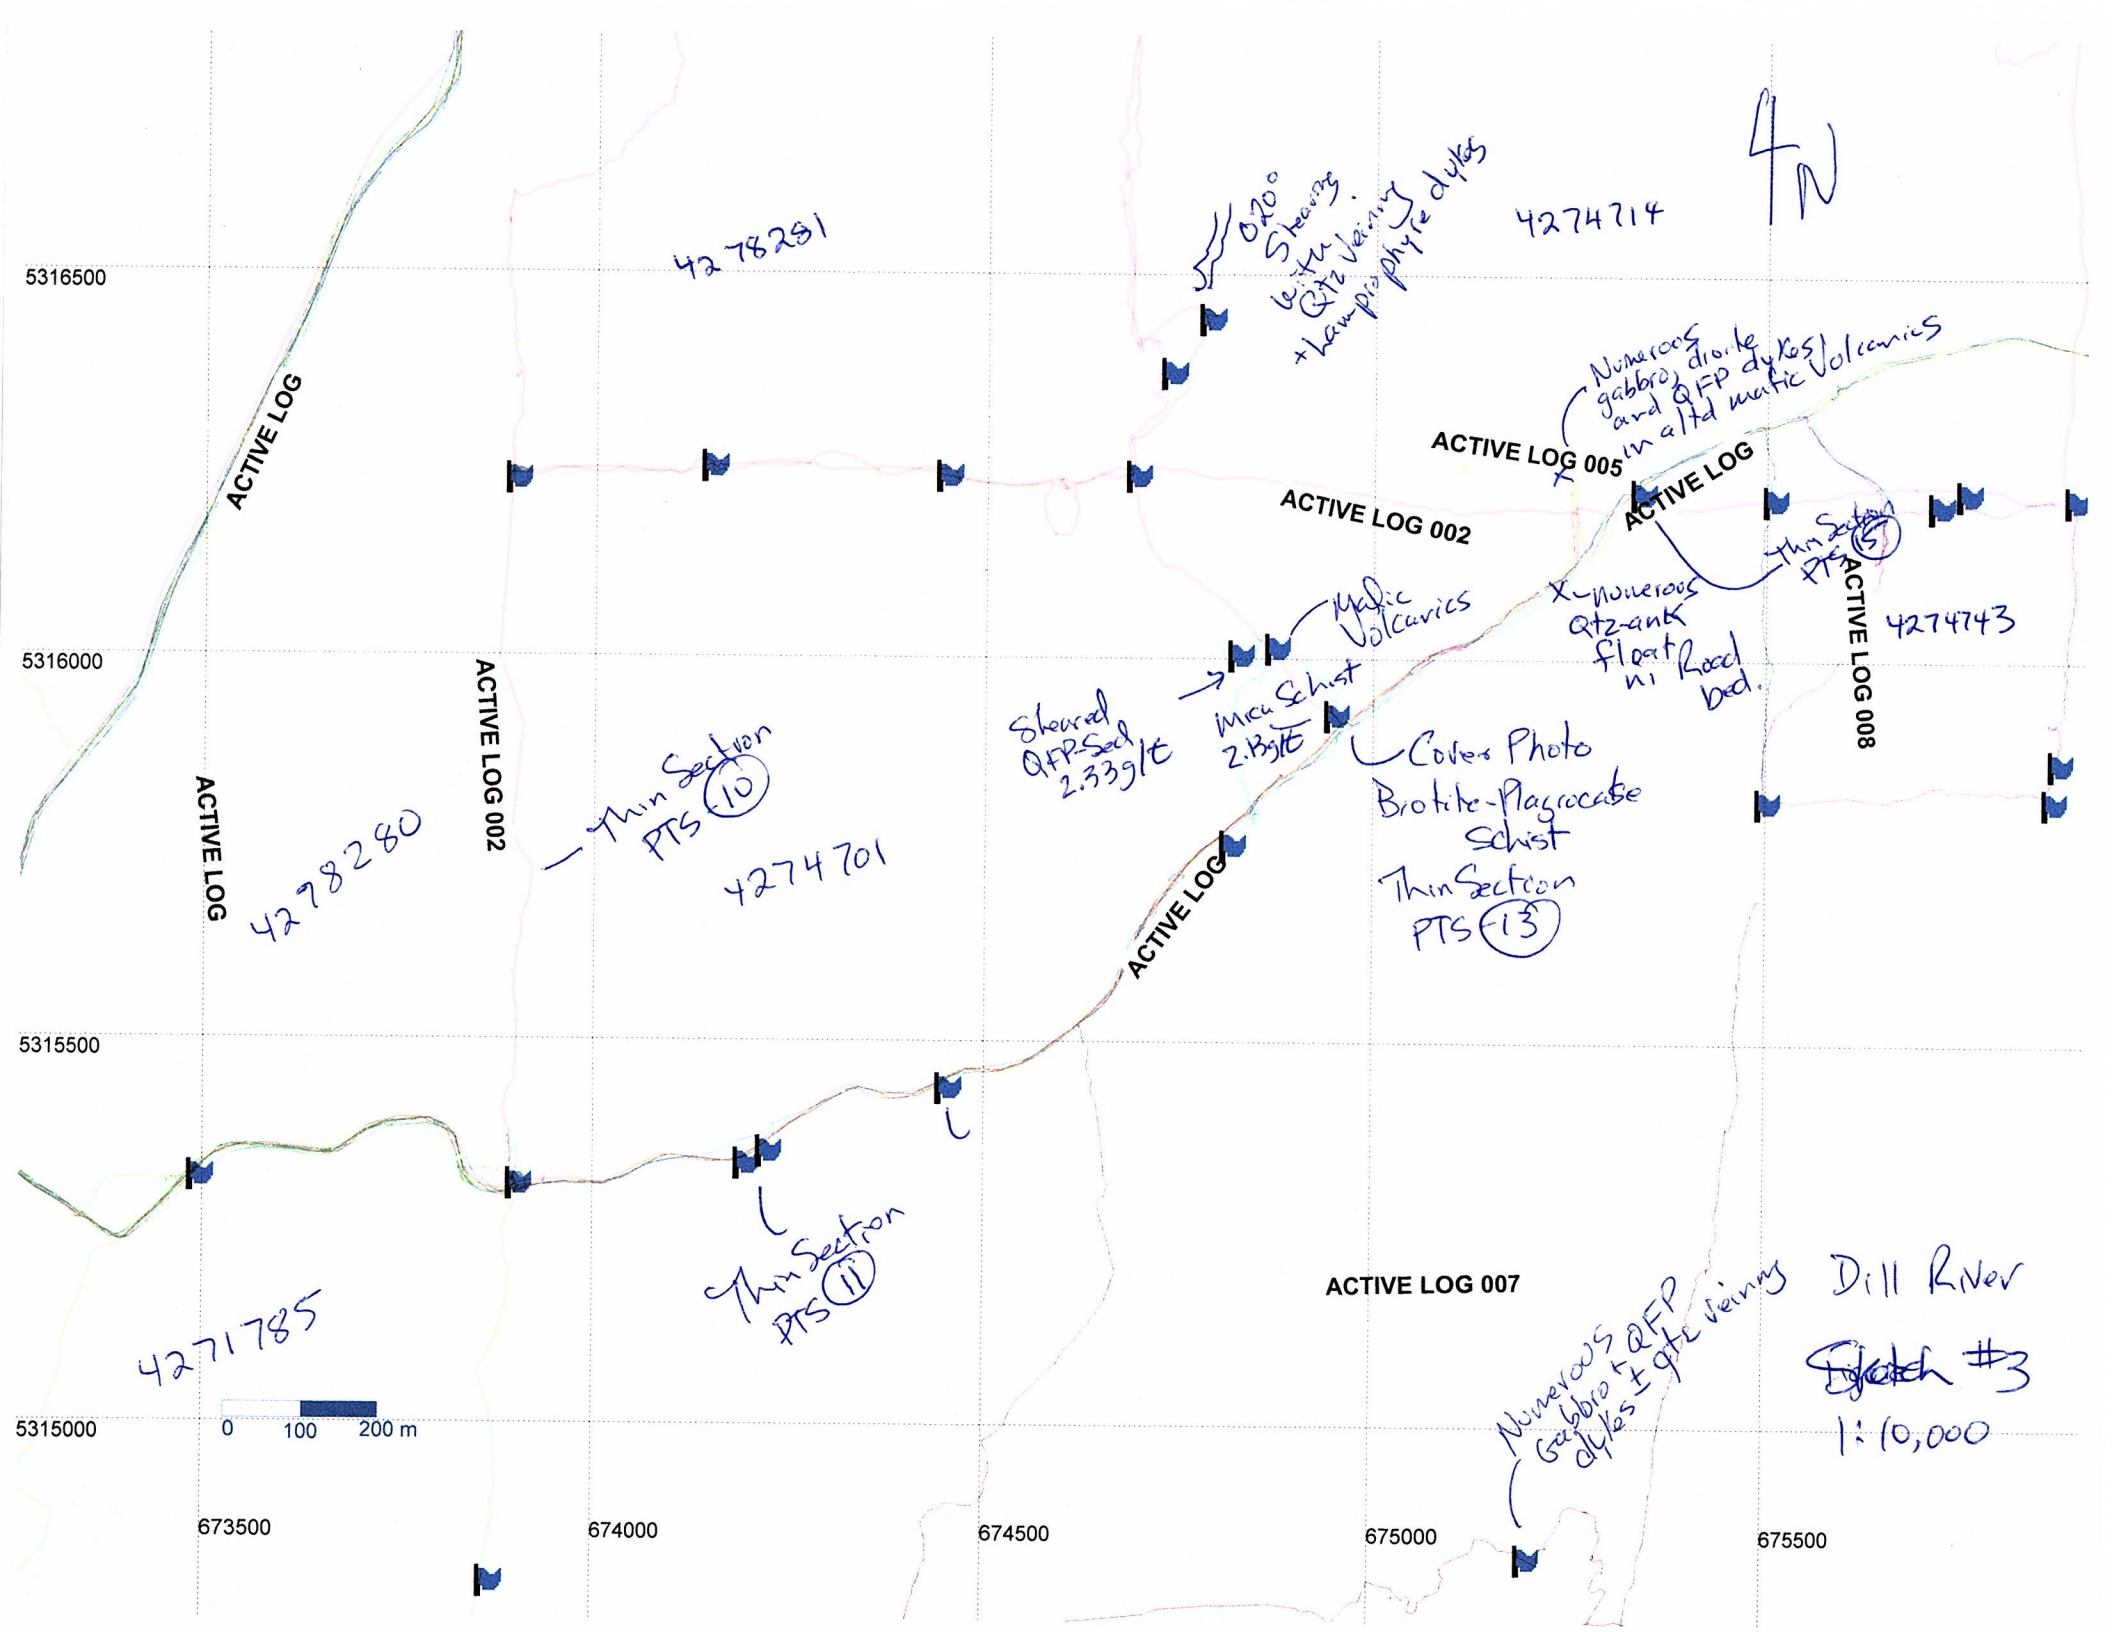 4N
020°
Shearing
with
Qtz Veining
+ Lamprophyre dykes
4278281
4274714
5316500
Numeroos
gabbro, diorite
and QFP dykes
in altd mafic Volcanics
ACTIVE LOG
ACTIVE LOG 005
x
ACTIVE LOG
ACTIVE LOG 002
Thin Section
PTS 15
Mafic
Volcanics
X - numeroos
Qtz-ank
float
in Road
bed.
4274743
5316000
ACTIVE LOG 002
ACTIVE LOG 008
Sheared
QFP-Sed
2.33g/t
Mica Schist
2.13g/t
Cover Photo
Biotite-Plagiocalse
Schist
Thin Section
PTS-13
Thin Section
PTS-10
ACTIVE LOG
4278280
4274701
ACTIVE LOG
5315500
Thin Section
PTS 11
ACTIVE LOG 007
Numeroos
Gabbro + QFP
dykes ± qtz veining
Dill River
Sketch #3
1:10,000
4271785
5315000
0 100 200 m
673500
674000
674500
675000
675500